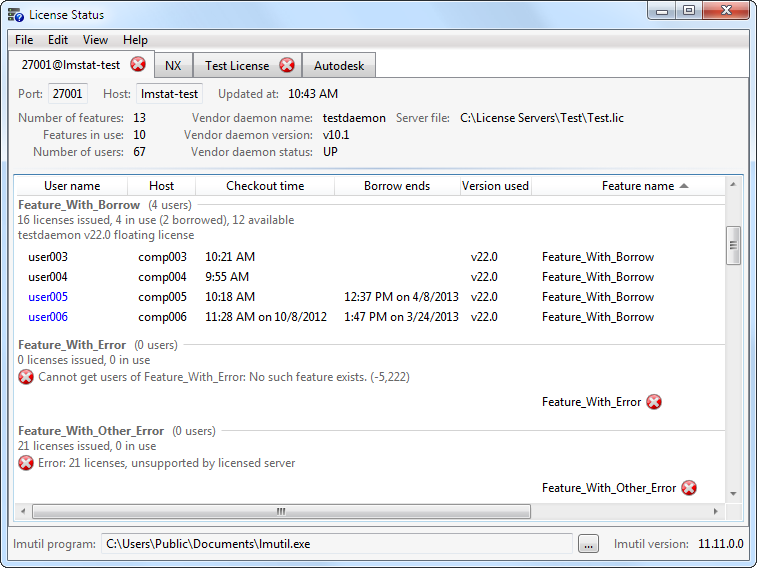 License Status
File Edit View Help
27001@lmstat-test NX Test License Autodesk
Port: 27001 Host: lmstat-test Updated at: 10:43 AM
Number of features: 13 Vendor daemon name: testdaemon Server file: C:\License Servers\Test\Test.lic
Features in use: 10 Vendor daemon version: v10.1
Number of users: 67 Vendor daemon status: UP
User name Host Checkout time Borrow ends Version used Feature name
Feature_With_Borrow (4 users)
16 licenses issued, 4 in use (2 borrowed), 12 available
testdaemon v22.0 floating license
user003 comp003 10:21 AM v22.0 Feature_With_Borrow
user004 comp004 9:55 AM v22.0 Feature_With_Borrow
user005 comp005 10:18 AM 12:37 PM on 4/8/2013 v22.0 Feature_With_Borrow
user006 comp006 11:28 AM on 10/8/2012 1:47 PM on 3/24/2013 v22.0 Feature_With_Borrow
Feature_With_Error (0 users)
0 licenses issued, 0 in use
Cannot get users of Feature_With_Error: No such feature exists. (-5,222)
Feature_With_Error
Feature_With_Other_Error (0 users)
21 licenses issued, 0 in use
Error: 21 licenses, unsupported by licensed server
Feature_With_Other_Error
lmutil program: C:\Users\Public\Documents\lmutil.exe ... lmutil version: 11.11.0.0